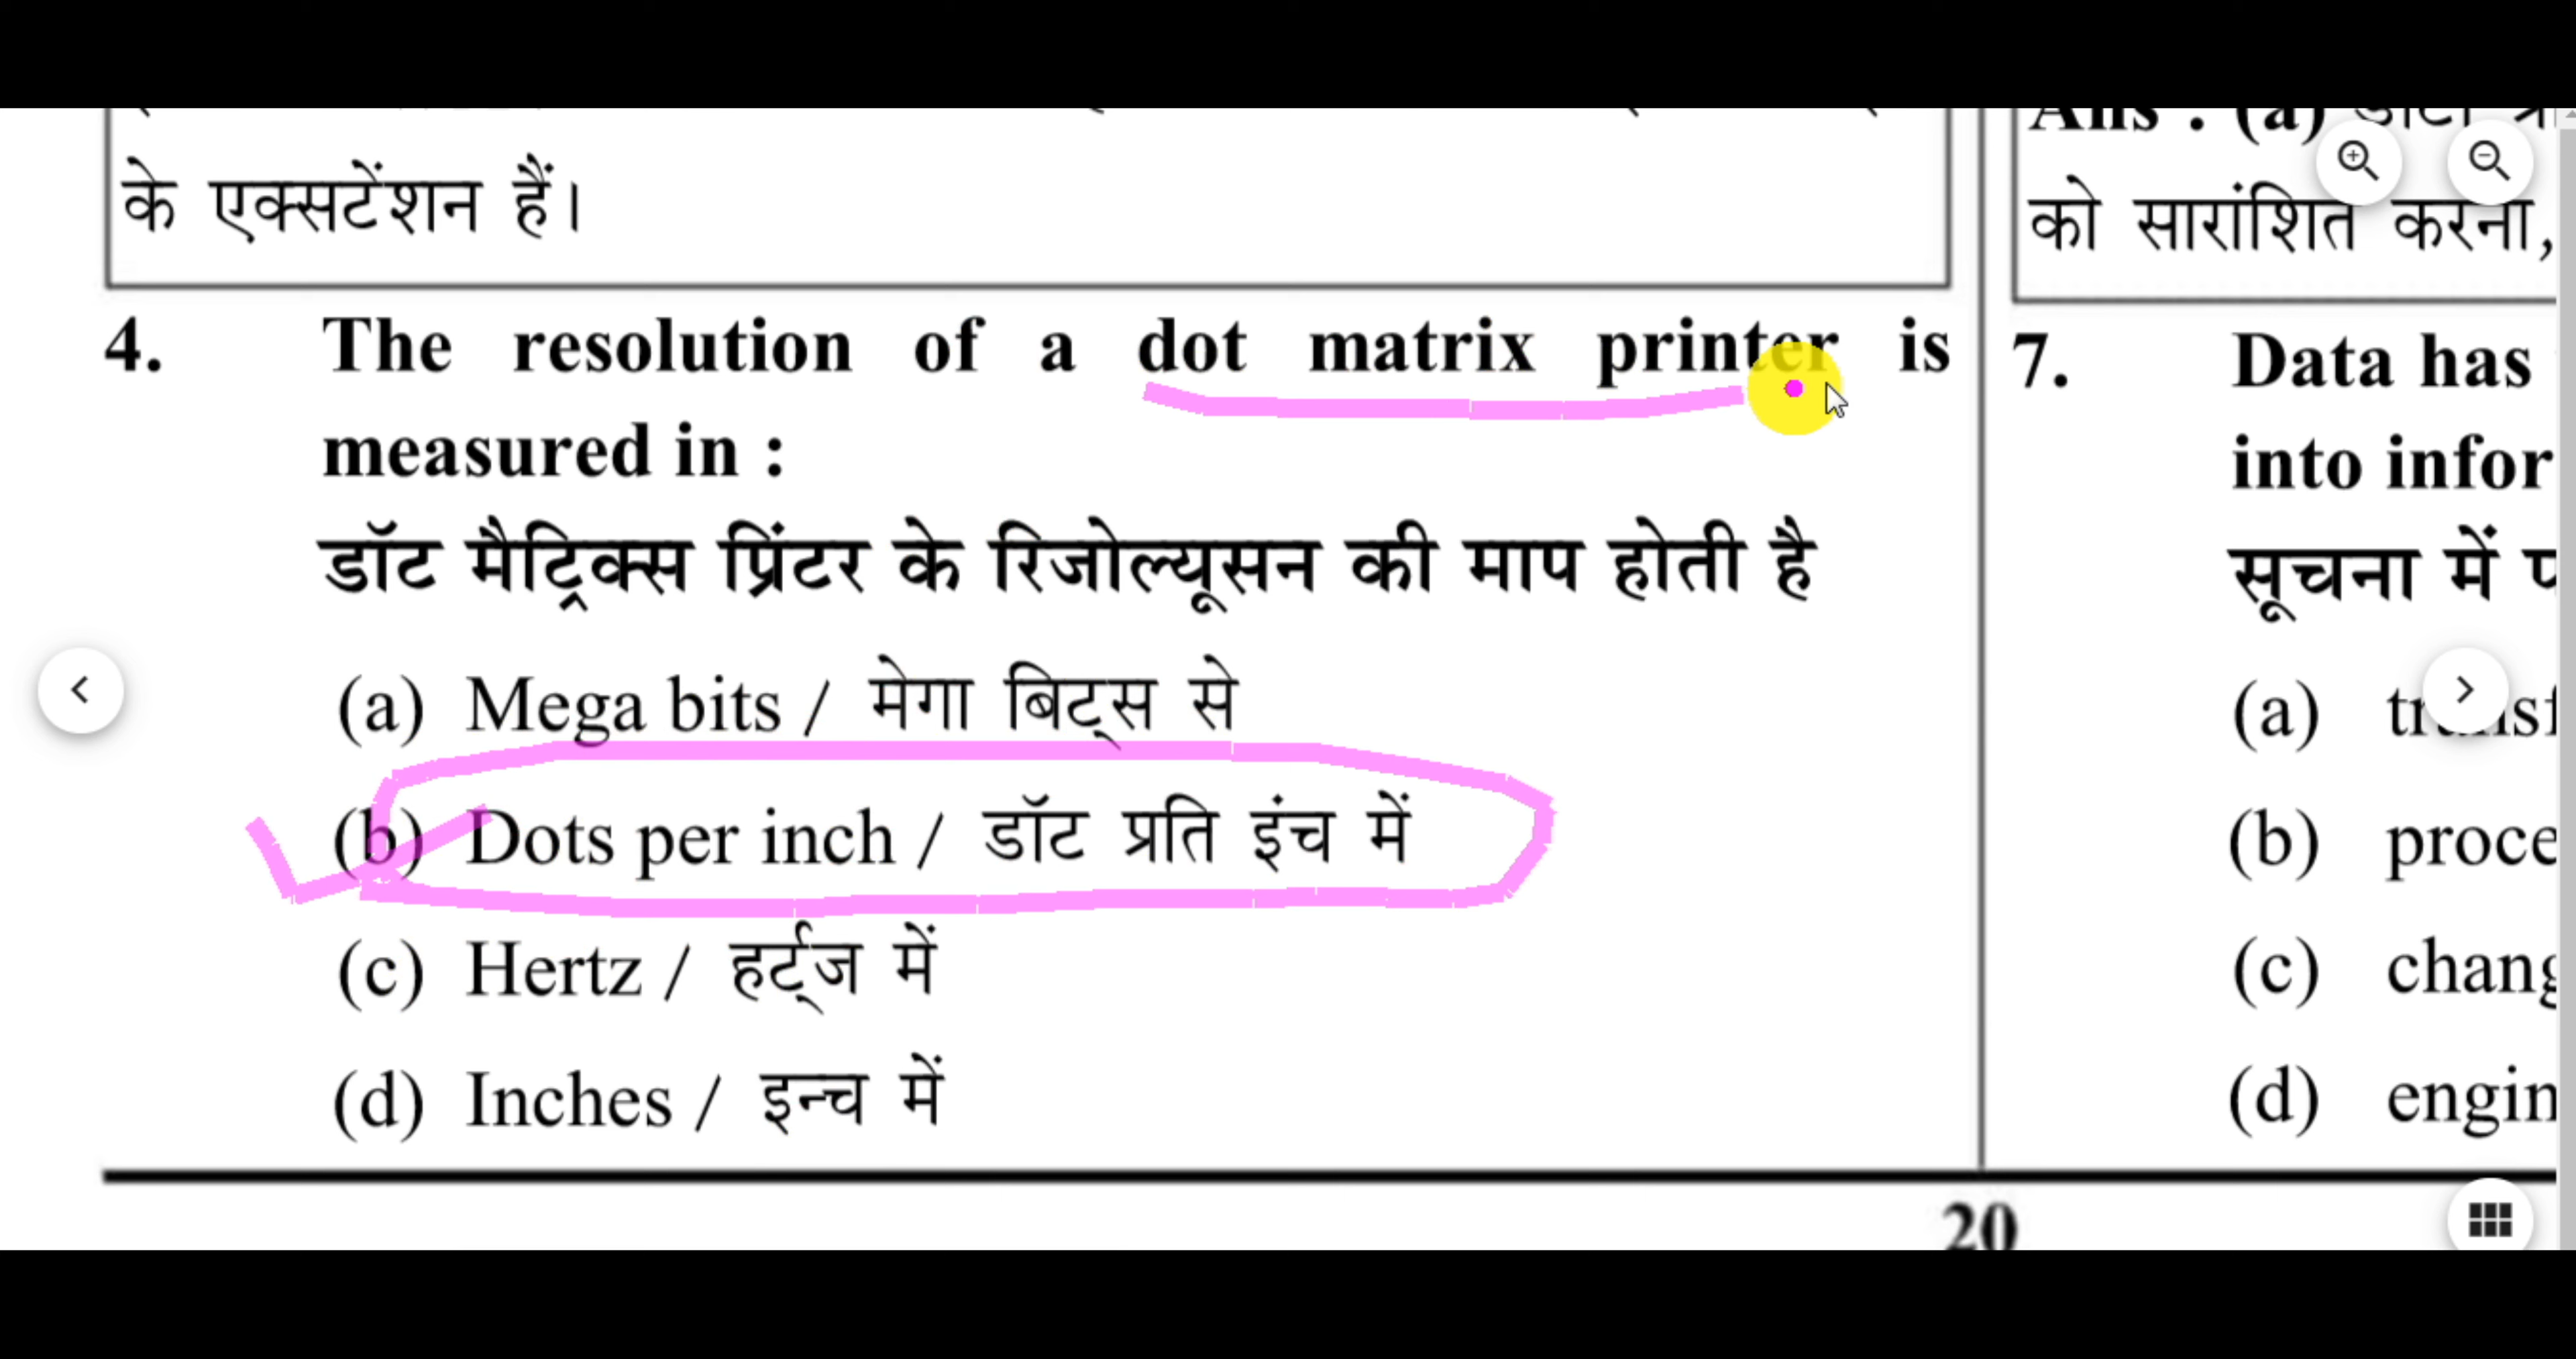 के एक्सटेंशन हैं।
4. The resolution of a dot matrix printer is
measured in :
डॉट मैट्रिक्स प्रिंटर के रिजोल्यूसन की माप होती है
(a) Mega bits / मेगा बिट्स से
(b) Dots per inch / डॉट प्रति इंच में
(c) Hertz / हर्ट्ज में
(d) Inches / इन्च में
Ans : (a) डाटा
को सारांशित करना,
7. Data has
into infor
सूचना में
(a)
(b) proce
(c) chang
(d) engin
20